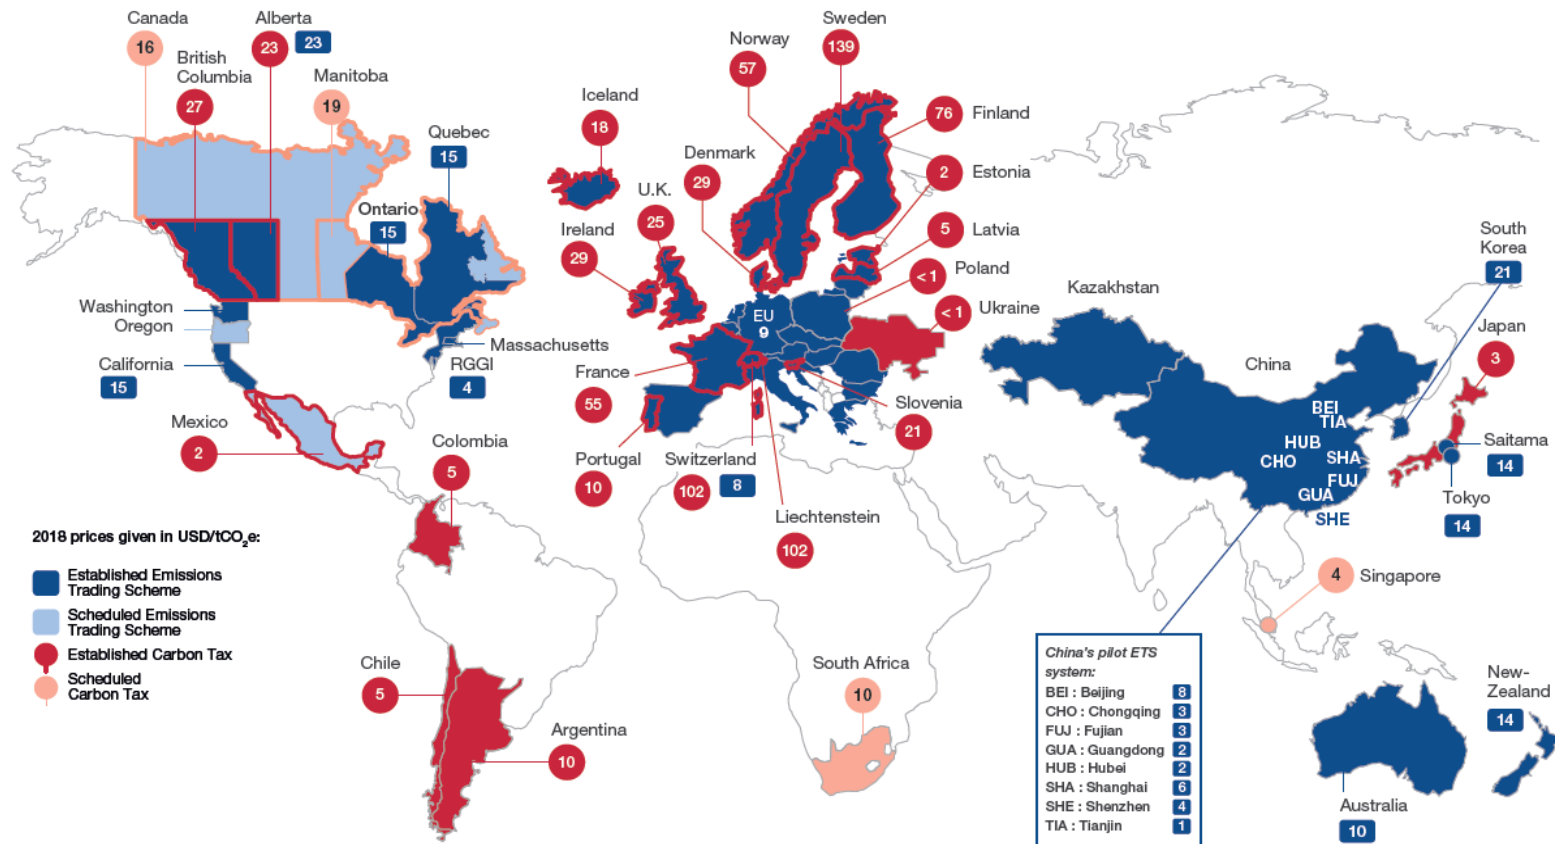 Canada
16
Alberta
23
23
British
Columbia
27
Manitoba
19
Quebec
15
Ontario
15
Washington
Oregon
California
15
Massachusetts
RGGI
4
Mexico
2
Colombia
5
Chile
5
Argentina
10
Iceland
18
Norway
57
Sweden
139
76
Finland
2
Estonia
Denmark
29
U.K.
25
Ireland
29
5
Latvia
< 1
Poland
< 1
Ukraine
EU
9
France
55
Slovenia
21
Portugal
10
Switzerland
102
8
Liechtenstein
102
South Africa
10
Kazakhstan
China
BEI
TIA
HUB
CHO
SHA
FUJ
GUA
SHE
South
Korea
21
Japan
3
Saitama
14
Tokyo
14
4
Singapore
New-
Zealand
14
Australia
10
2018 prices given in USD/tCO₂e:
Established Emissions
Trading Scheme
Scheduled Emissions
Trading Scheme
Established Carbon Tax
Scheduled
Carbon Tax
China's pilot ETS
system:
BEI : Beijing 8
CHO : Chongqing 3
FUJ : Fujian 3
GUA : Guangdong 2
HUB : Hubei 2
SHA : Shanghai 6
SHE : Shenzhen 4
TIA : Tianjin 1